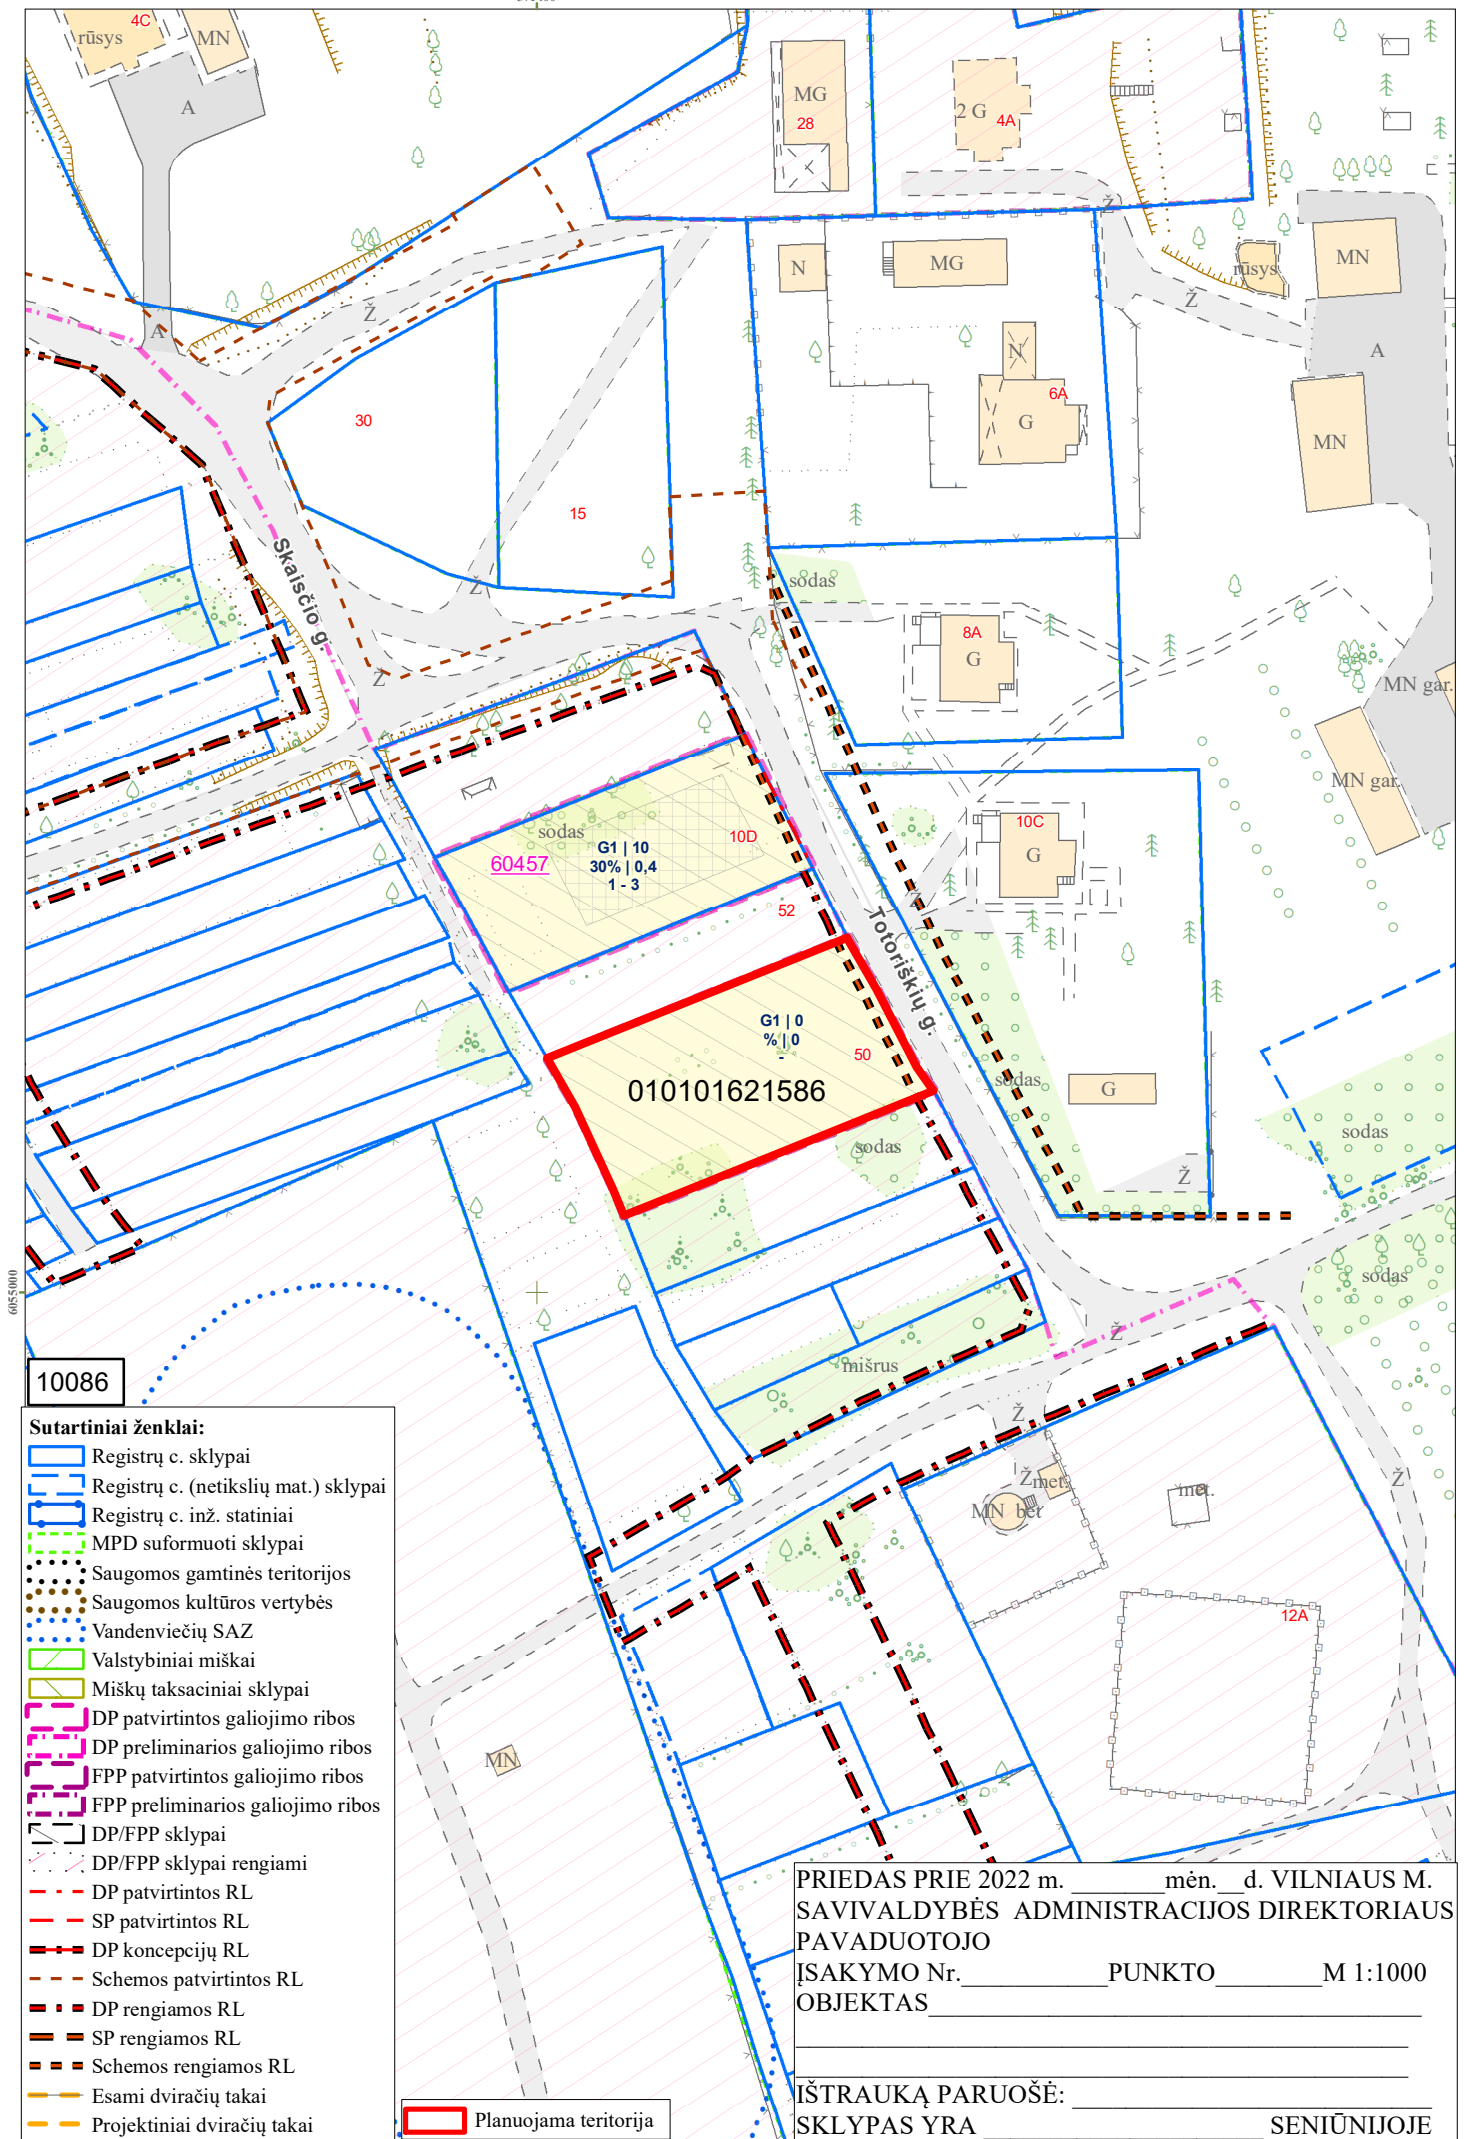 rūsys
4C
MN
A
MG
28
2 G
4A
Ž
N
MG
rūsys
MN
Ž
A
Ž
A
N
6A
G
MN
30
15
Skaisčio g.
Ž
sodas
8A
G
Ž
MN gar.
MN gar.
sodas
10D
60457
G1 | 10
30% | 0,4
1 - 3
10C
G
Ž
52
Totoriškių g.
G1 | 0
% | 0
-
50
010101621586
sodas
G
sodas
sodas
Ž
sodas
6055000
Ž
mišrus
10086
Ž
Ž
met.
MN bet
met.
Ž
12A
MN
Sutartiniai ženklai:
Registrų c. sklypai
Registrų c. (netikslių mat.) sklypai
Registrų c. inž. statiniai
MPD suformuoti sklypai
Saugomos gamtinės teritorijos
Saugomos kultūros vertybės
Vandenviečių SAZ
Valstybiniai miškai
Miškų taksaciniai sklypai
DP patvirtintos galiojimo ribos
DP preliminarios galiojimo ribos
FPP patvirtintos galiojimo ribos
FPP preliminarios galiojimo ribos
DP/FPP sklypai
DP/FPP sklypai rengiami
DP patvirtintos RL
SP patvirtintos RL
DP koncepcijų RL
Schemos patvirtintos RL
DP rengiamos RL
SP rengiamos RL
Schemos rengiamos RL
Esami dviračių takai
Projektiniai dviračių takai
Planuojama teritorija
PRIEDAS PRIE 2022 m. _______mėn.__d. VILNIAUS M.
SAVIVALDYBĖS ADMINISTRACIJOS DIREKTORIAUS
PAVADUOTOJO
ĮSAKYMO Nr.___________PUNKTO________M 1:1000
OBJEKTAS_____________________________________
IŠTRAUKĄ PARUOŠĖ: ___________________________
SKLYPAS YRA _____________________ SENIŪNIJOJE